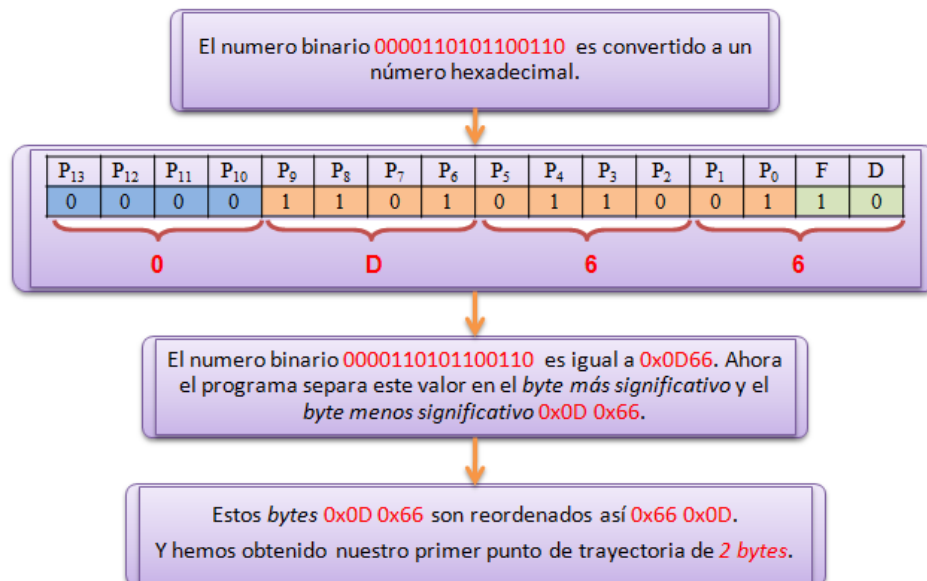 El numero binario 0000110101100110 es convertido a un
número hexadecimal.
P13 P12 P11 P10 P9 P8 P7 P6 P5 P4 P3 P2 P1 P0 F D
0 0 0 0 1 1 0 1 0 1 1 0 0 1 1 0
0 D 6 6
El numero binario 0000110101100110 es igual a 0x0D66. Ahora
el programa separa este valor en el byte más significativo y el
byte menos significativo 0x0D 0x66.
Estos bytes 0x0D 0x66 son reordenados así 0x66 0x0D.
Y hemos obtenido nuestro primer punto de trayectoria de 2 bytes.